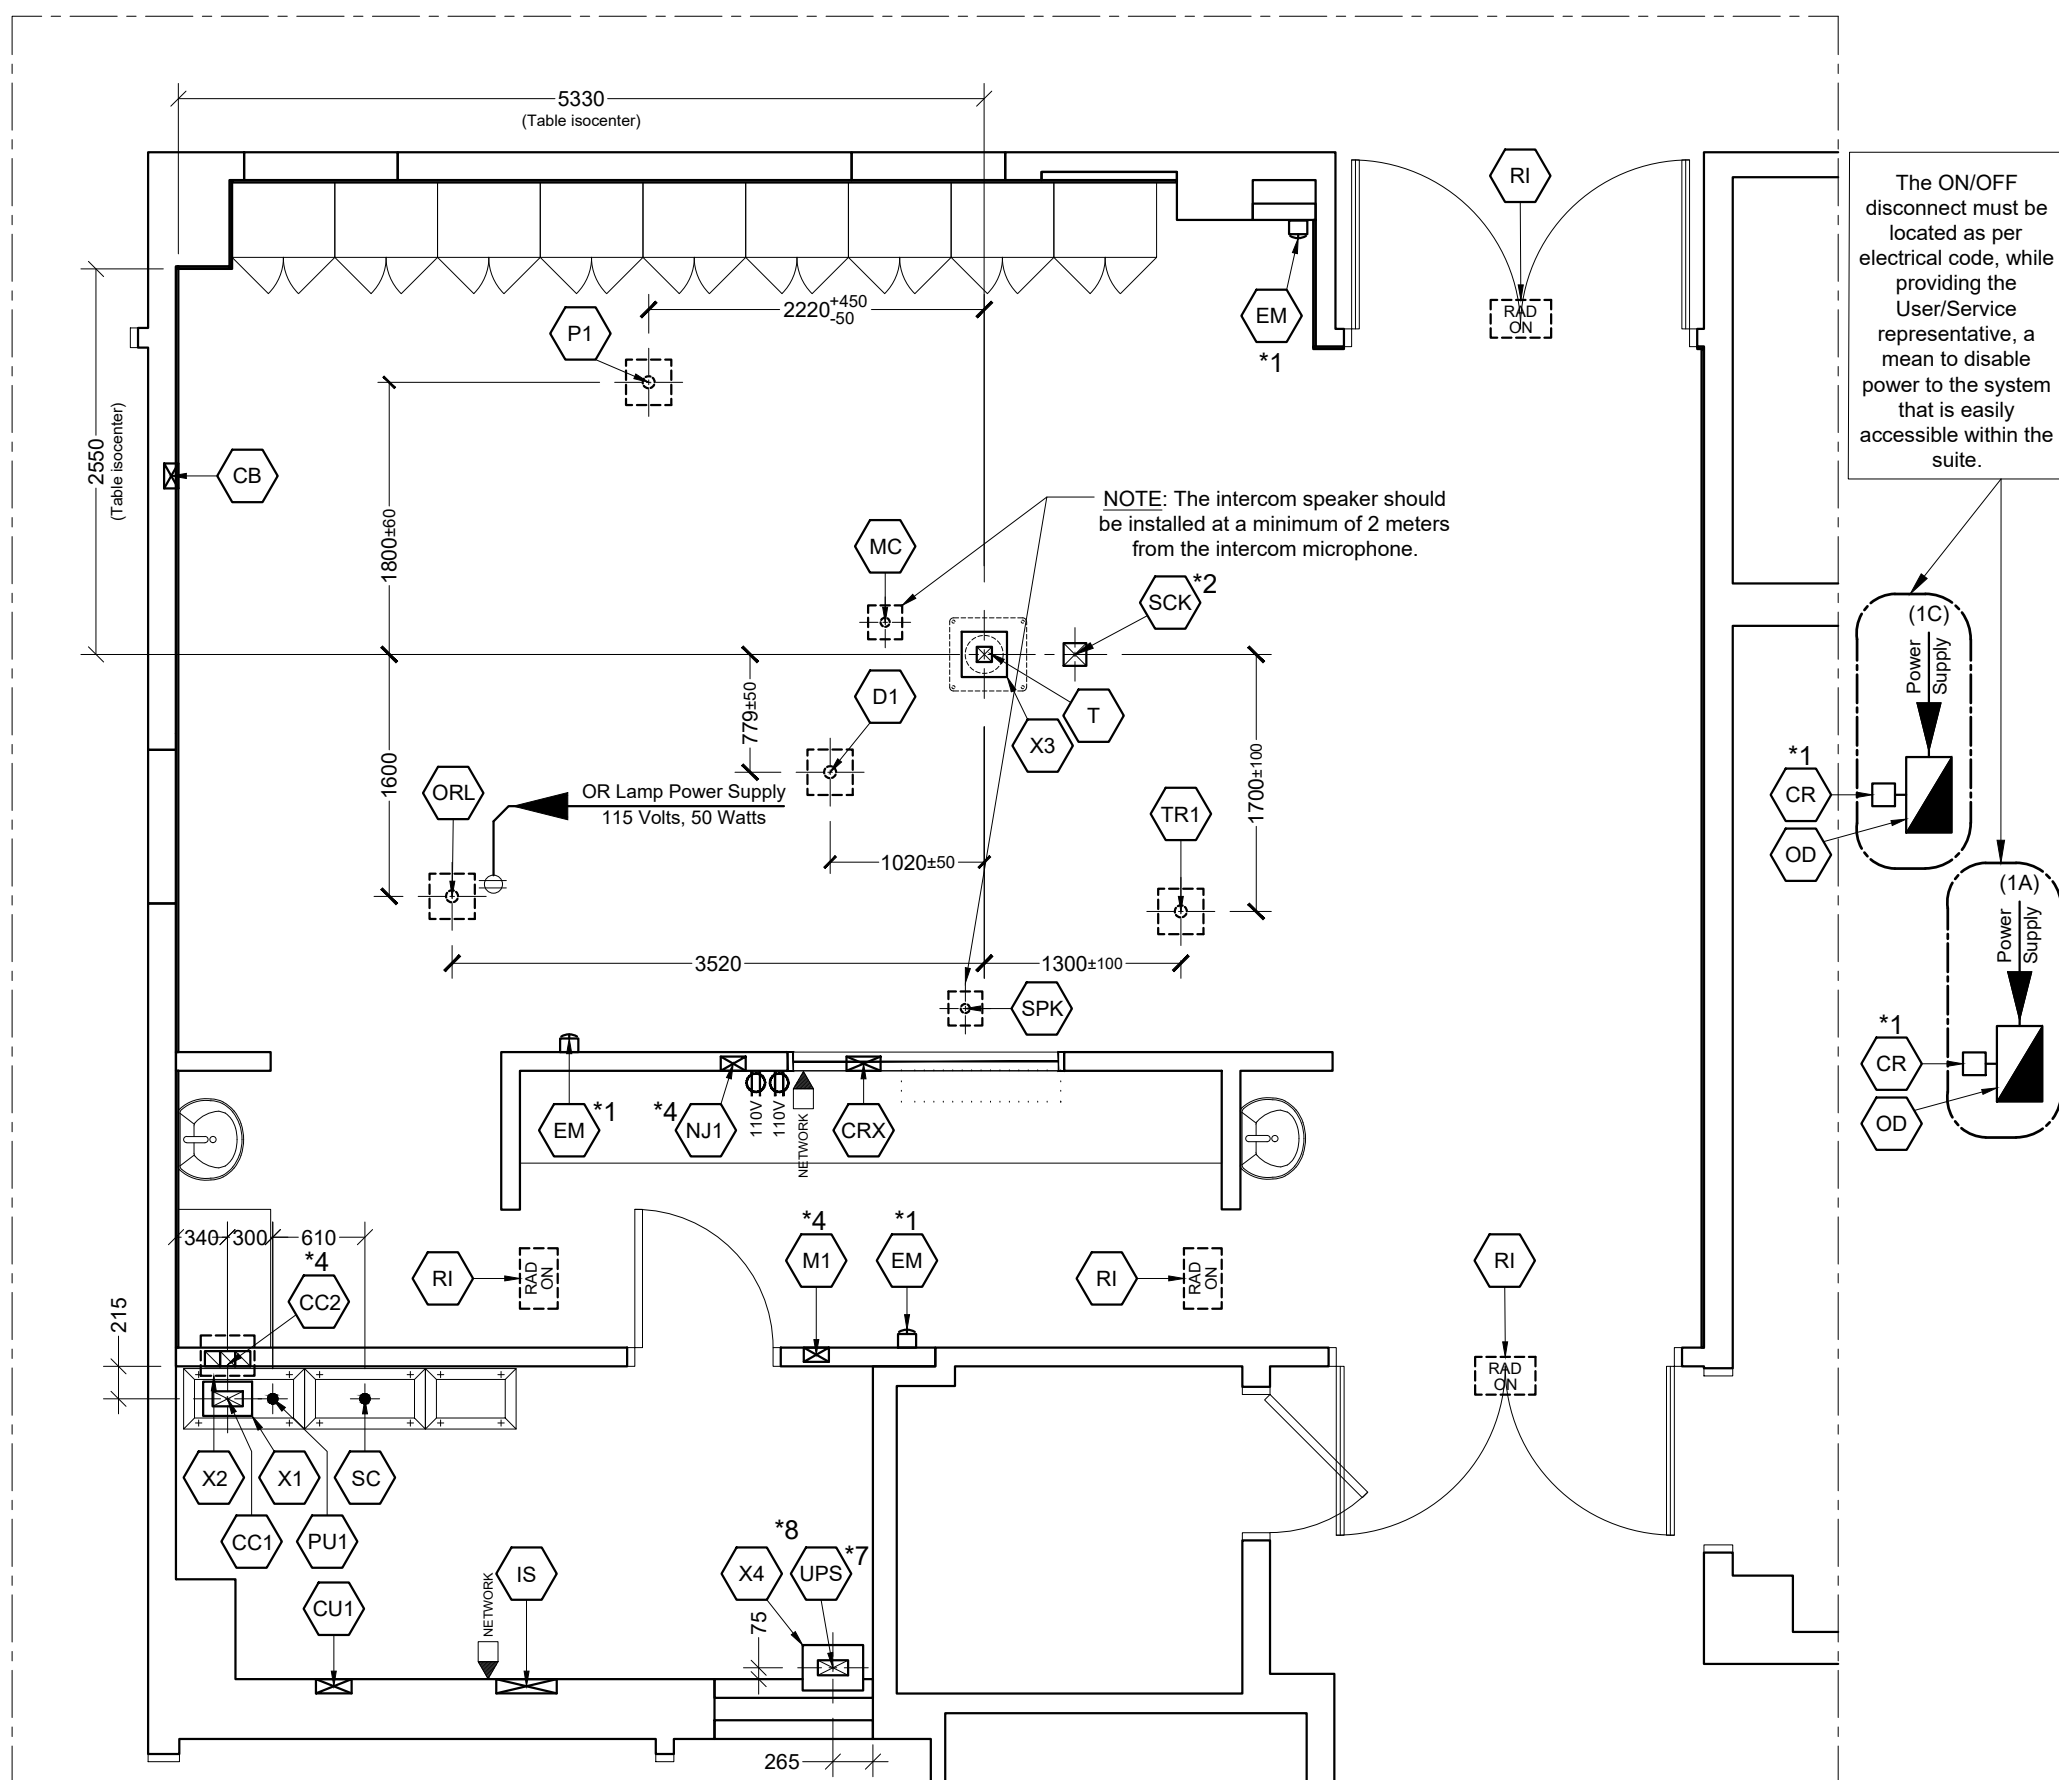 5330
(Table isocenter)
RI
The ON/OFF
disconnect must be
located as per
electrical code, while
providing the
User/Service
representative, a
mean to disable
power to the system
that is easily
accessible within the
suite.
2220 +450
-50
P1
EM
*1
RAD
ON
2550
(Table isocenter)
CB
1800±60
MC
NOTE: The intercom speaker should
be installed at a minimum of 2 meters
from the intercom microphone.
SCK
*2
(1C)
Power
Supply
D1
T
X3
779±50
1600
ORL
OR Lamp Power Supply
115 Volts, 50 Watts
TR1
1700±100
*1
CR
OD
1020±50
(1A)
Power
Supply
3520
1300±100
SPK
*1
CR
OD
EM
*1
*4
NJ1
110V
110V
NETWORK
CRX
340
300
610
*4
CC2
RI
RAD
ON
*4
M1
*1
EM
RI
RAD
ON
RI
215
RAD
ON
X2
X1
SC
CC1
PU1
*8
X4
UPS
*7
CU1
NETWORK
IS
75
265